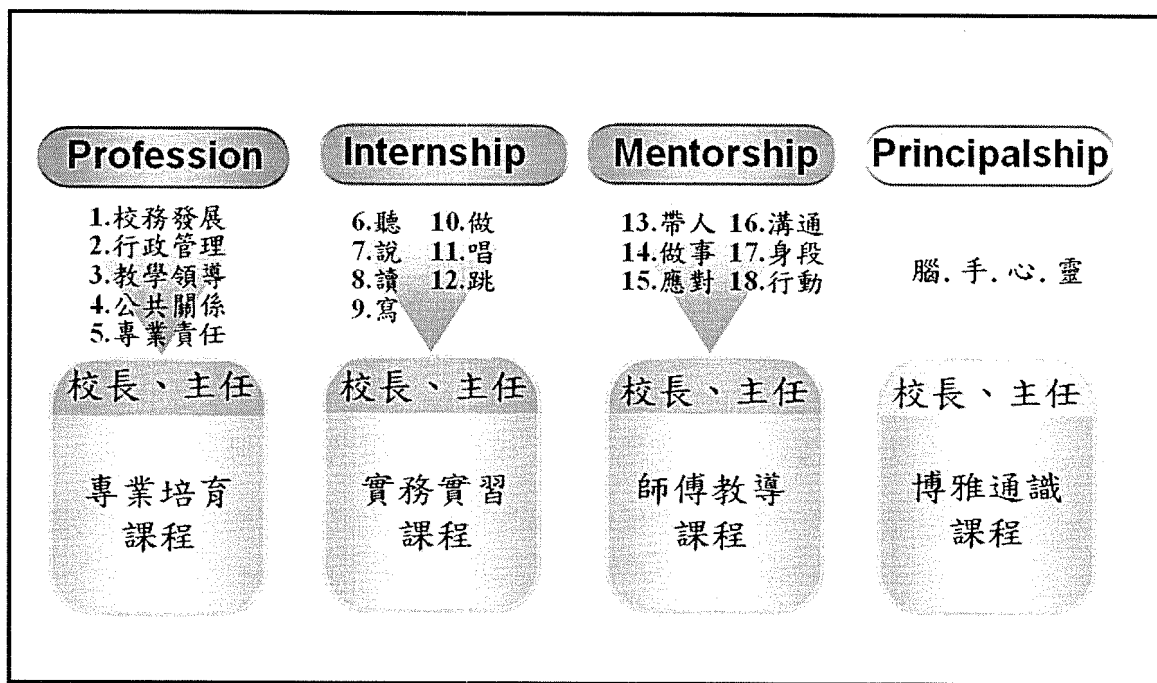 Profession
1.校務發展
2.行政管理
3.教學領導
4.公共關係
5.專業責任
校長、主任
專業培育
課程
Internship
6.聽 10.做
7.說 11.唱
8.讀 12.跳
9.寫
校長、主任
實務實習
課程
Mentorship
13.帶人 16.溝通
14.做事 17.身段
15.應對 18.行動
校長、主任
師傅教導
課程
Principalship
腦.手.心.靈
校長、主任
博雅通識
課程